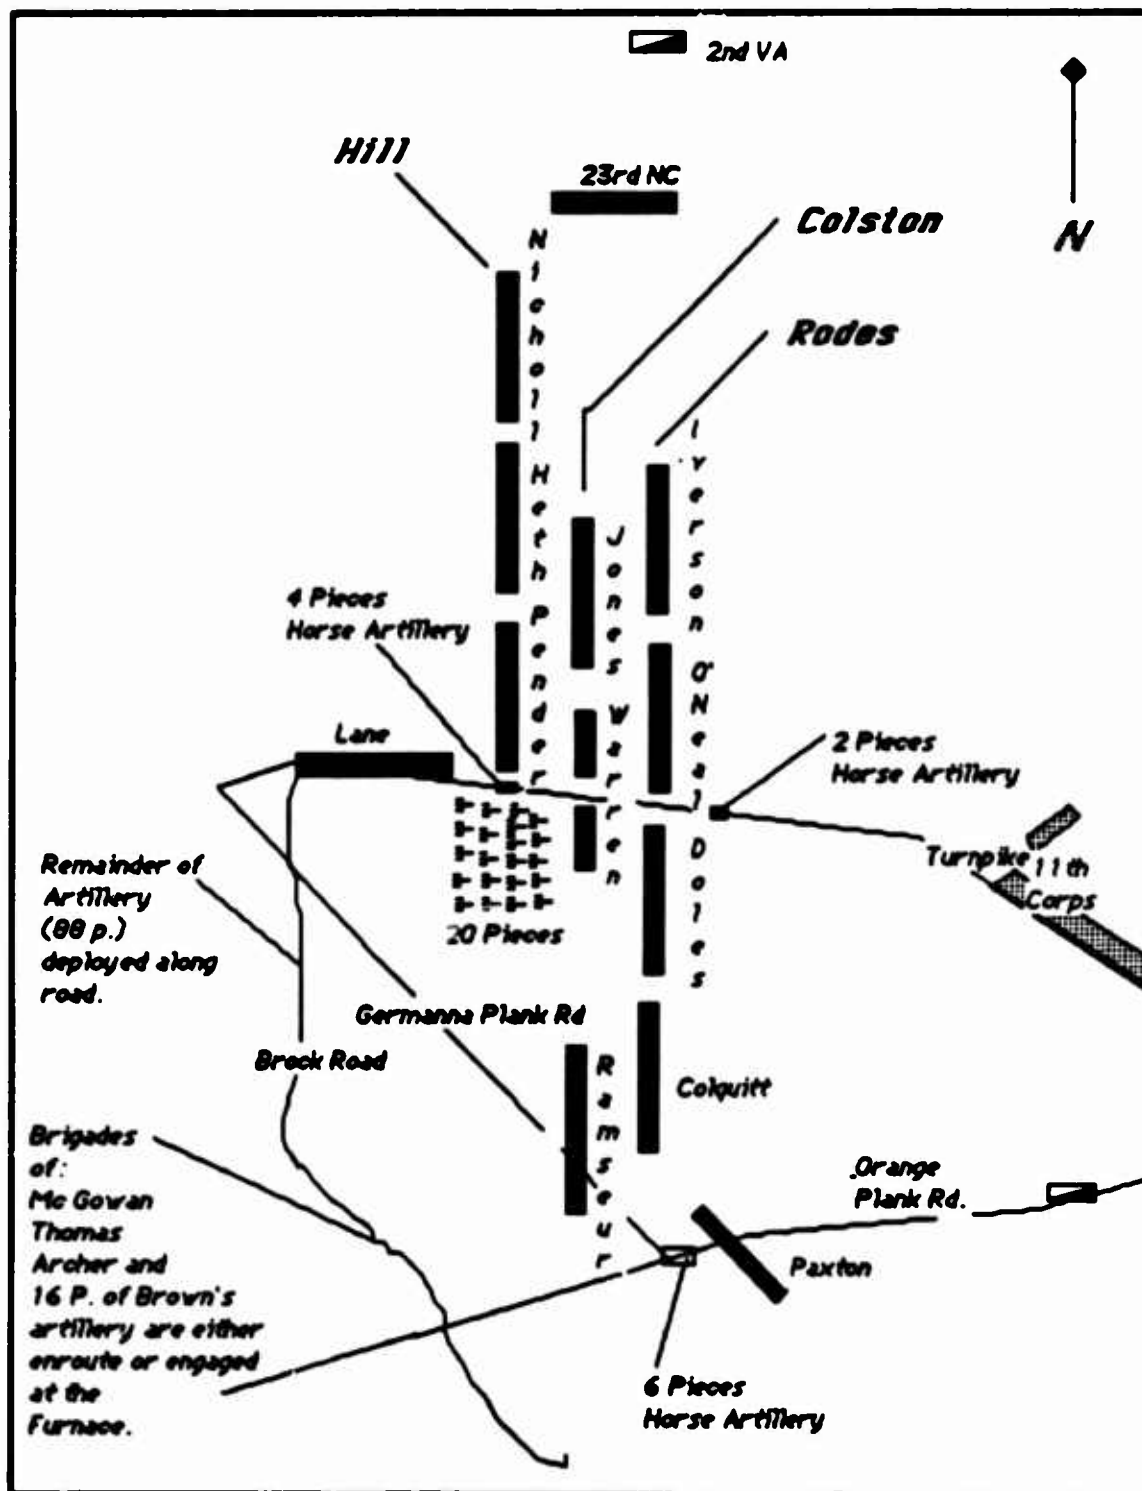 2nd VA
Hill
23rd NC
Colston
N
Rodes
Nicholl
Heth
Pender
Jones
Warren
Iverson
O'Neal
Doles
4 Pieces
Horse Artillery
Lane
2 Pieces
Horse Artillery
Turnpike
11th
Corps
Remainder of
Artillery
(88 p.)
deployed along
road.
20 Pieces
Germanna Plank Rd
Brock Road
Ramseur
Colquitt
Brigades
of:
Mc Gowan
Thomas
Archer and
16 P. of Brown's
artillery are either
enroute or engaged
at the
Furnace.
Orange
Plank Rd.
Paxton
6 Pieces
Horse Artillery